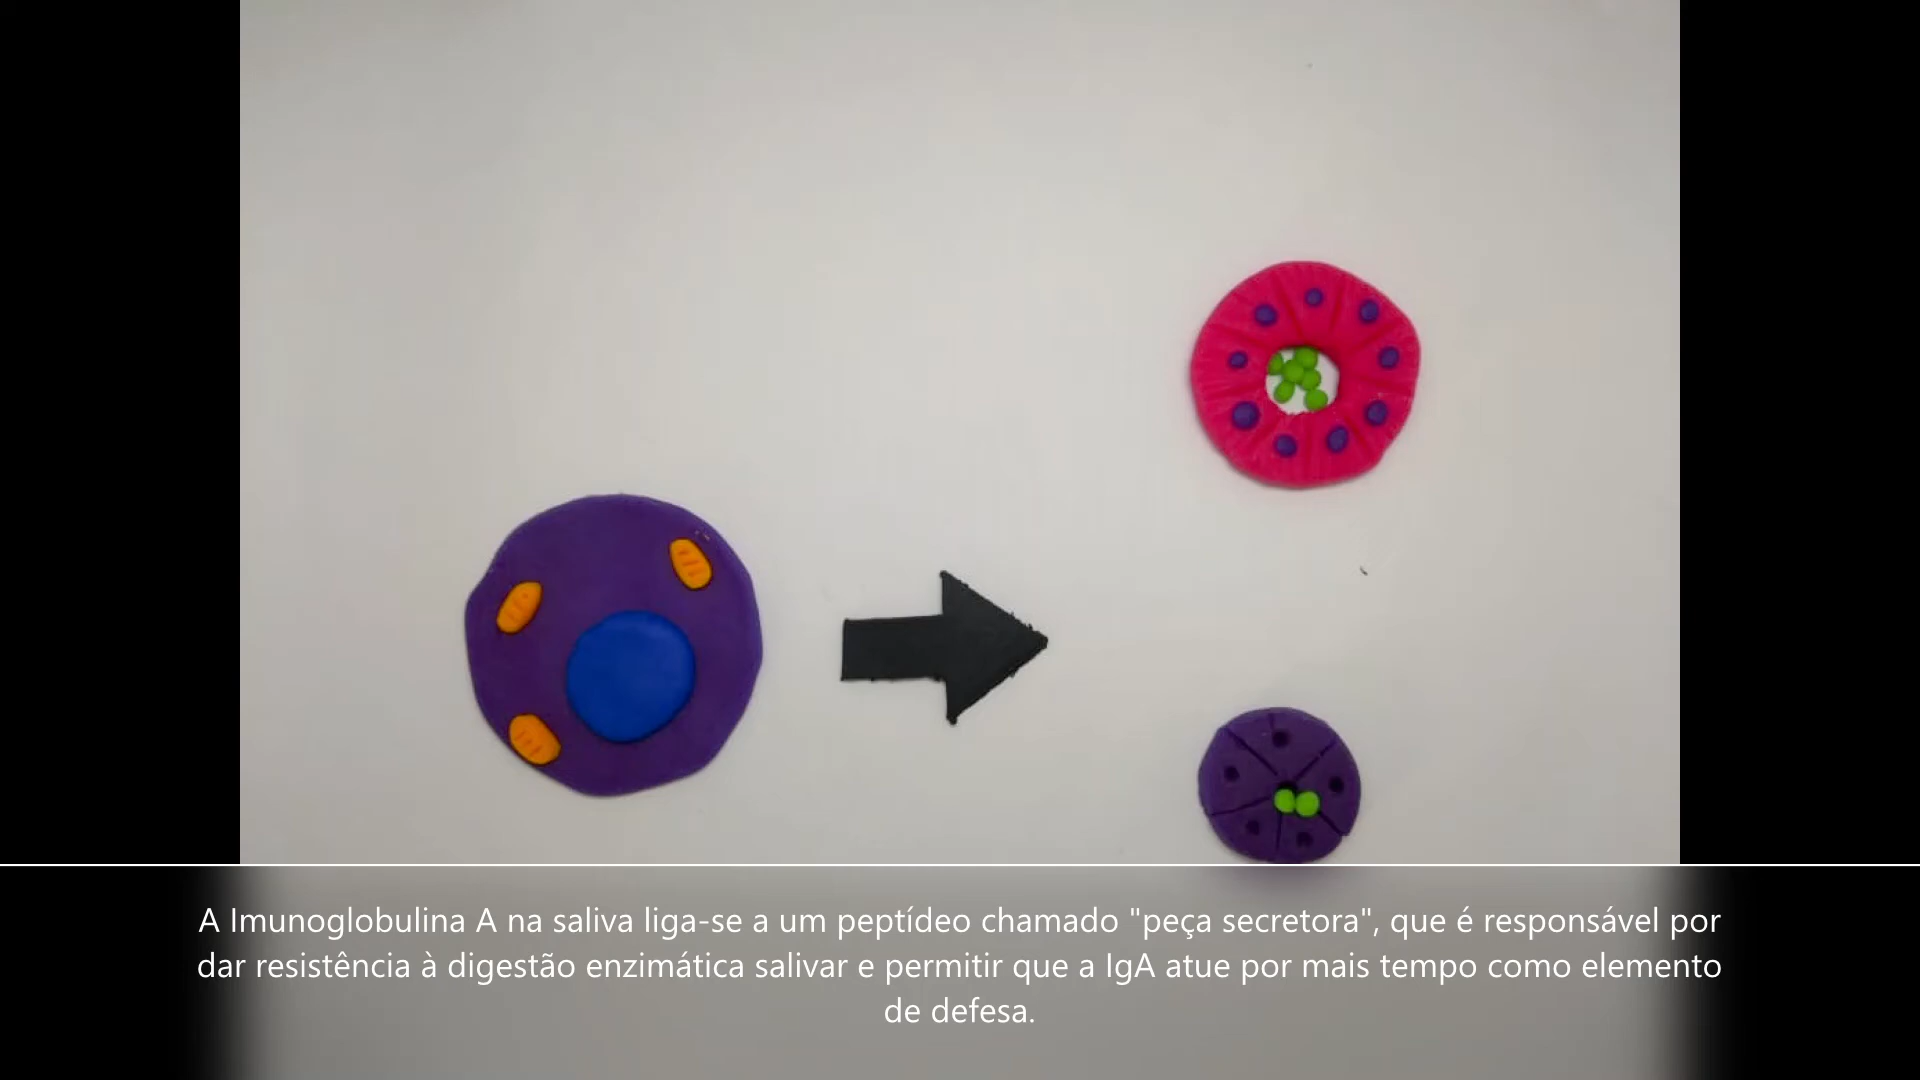 A Imunoglobulina A na saliva liga-se a um peptídeo chamado "peça secretora", que é responsável por
dar resistência à digestão enzimática salivar e permitir que a IgA atue por mais tempo como elemento
de defesa.